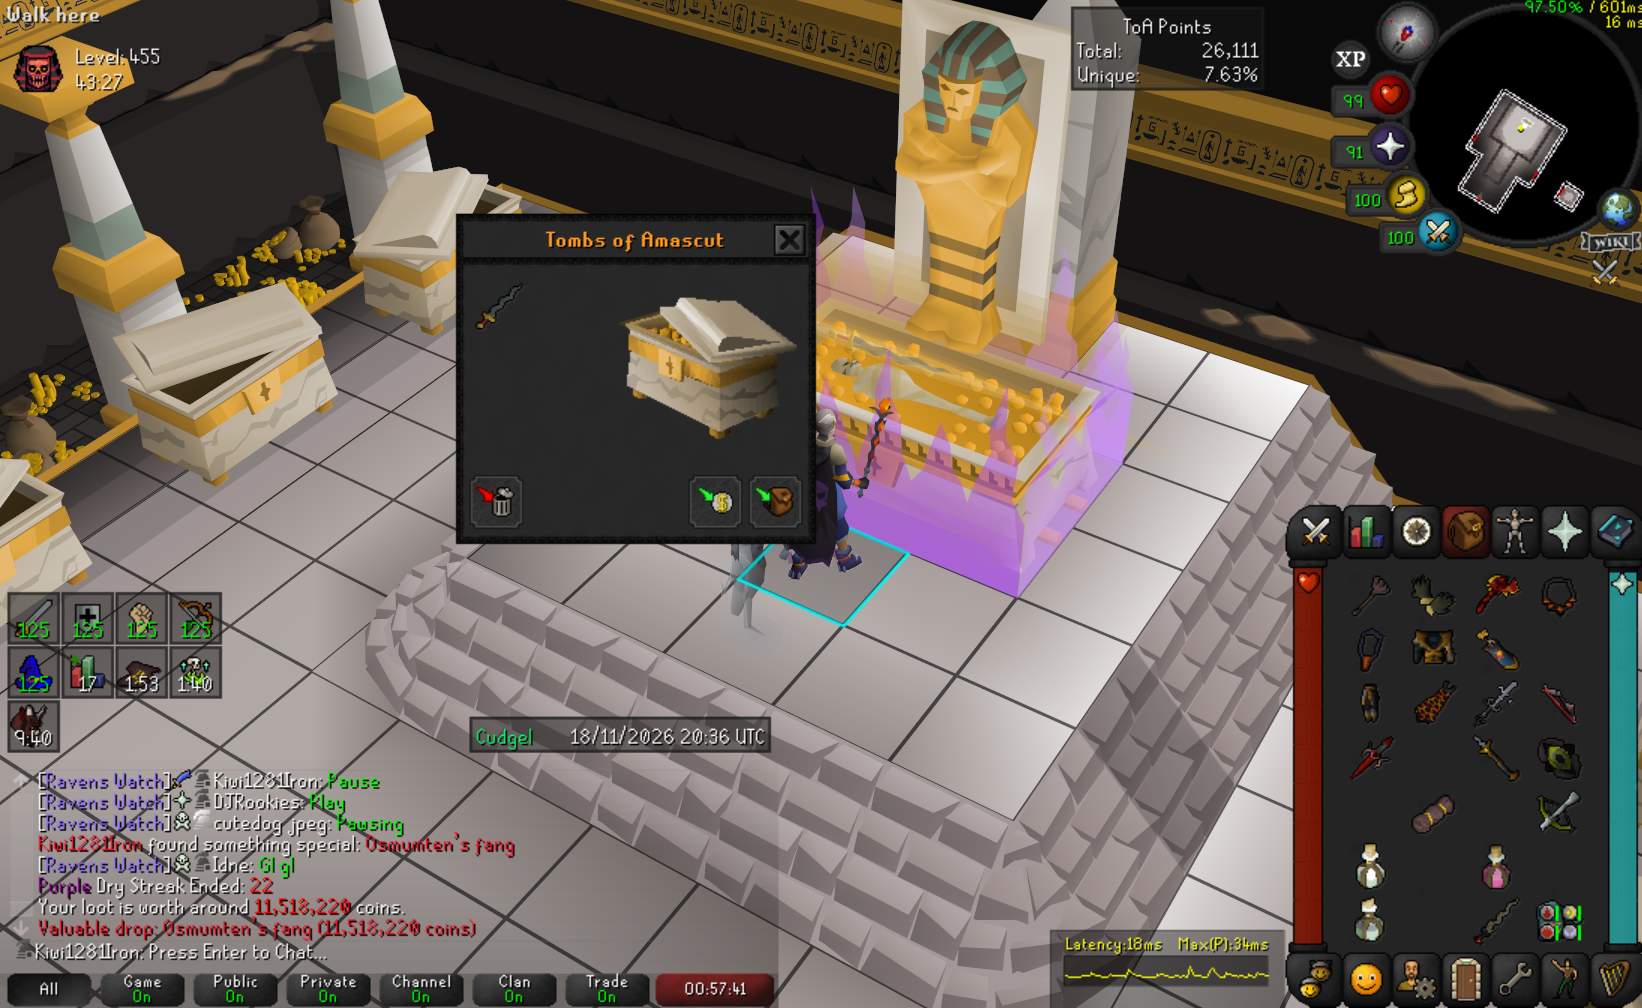 Walk here
Level: 455
43:27
ToA Points
Total: 26,111
Unique: 7.63%
97.50% / 601ms
16 ms
XP
99
91
100
100
WIKI
Tombs of Amascut
125
125
125
125
125
17
1:53
1:40
9:40
Cudgel 18/11/2026 20:36 UTC
[Ravens Watch] Kiwi1281Iron: Pause
[Ravens Watch] DJRookies: Play
[Ravens Watch] cutedog jpeg: Pawsing
Kiwi1281Iron found something special: Osmumten's fang
[Ravens Watch] Idne: Gl gl
Purple Dry Streak Ended: 22
Your loot is worth around 11,518,220 coins.
Valuable drop: Osmumten's fang (11,518,220 coins)
Kiwi1281Iron: Press Enter to Chat...
Latency:18ms Max(P):34ms
All
Game
On
Public
On
Private
On
Channel
On
Clan
On
Trade
On
00:57:41